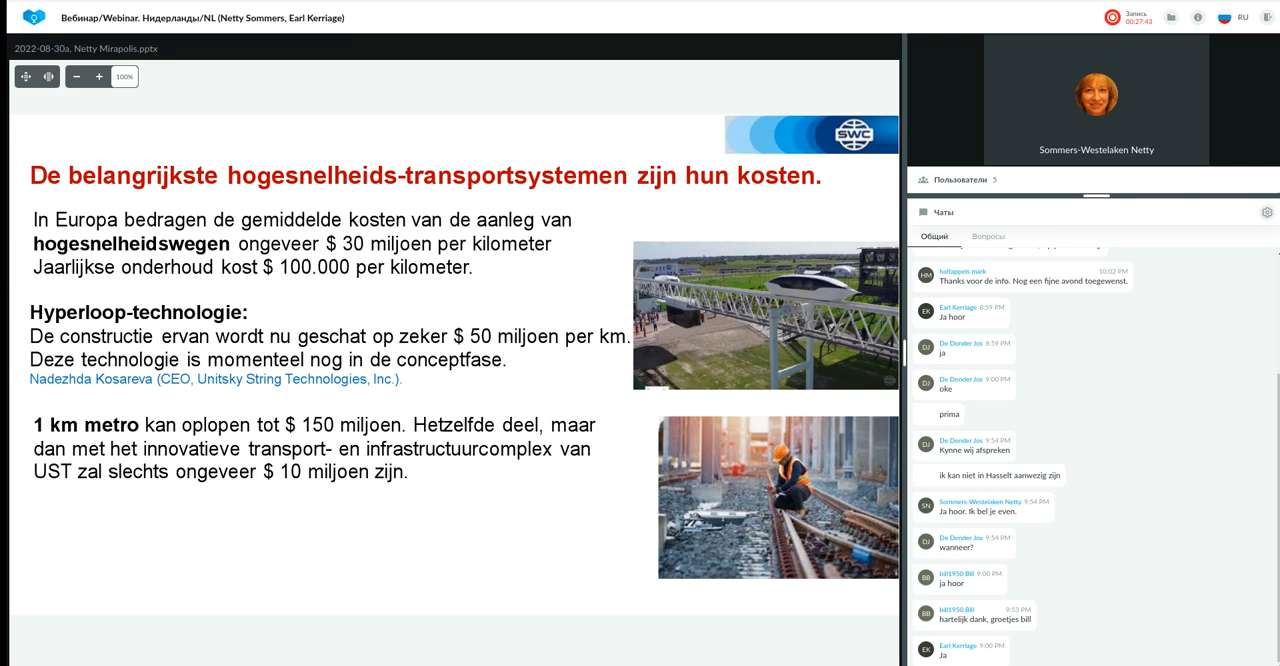 Вебинар/Webinar. Нидерланды/NL (Netty Sommers, Earl Kerriage)
Запись
00:27:43
RU
2022-08-30a, Netty Mirapolis.pptx
100%
SWC
De belangrijkste hogesnelheids-transportsystemen zijn hun kosten.
In Europa bedragen de gemiddelde kosten van de aanleg van
hogesnelheidswegen ongeveer $ 30 miljoen per kilometer
Jaarlijkse onderhoud kost $ 100.000 per kilometer.
Hyperloop-technologie:
De constructie ervan wordt nu geschat op zeker $ 50 miljoen per km.
Deze technologie is momenteel nog in de conceptfase.
Nadezhda Kosareva (CEO, Unitsky String Technologies, Inc.).
1 km metro kan oplopen tot $ 150 miljoen. Hetzelfde deel, maar
dan met het innovatieve transport- en infrastructuurcomplex van
UST zal slechts ongeveer $ 10 miljoen zijn.
Sommers-Westelaken Netty
Пользователи 5
Чаты
Общий Вопросы
HM holtappels mark 10:02 PM
Thanks voor de info. Nog een fijne avond toegewenst.
EK Earl Kerriage 8:59 PM
Ja hoor
DJ De Donder Jos 8:59 PM
ja
DJ De Donder Jos 9:00 PM
oke
prima
DJ De Donder Jos 9:54 PM
Kynne wij afspreken
ik kan niet in Hasselt aanwezig zijn
SN Sommers-Westelaken Netty 9:54 PM
Ja hoor. Ik bel je even.
DJ De Donder Jos 9:54 PM
wanneer?
BB bill1950 Bill 9:00 PM
ja hoor
BB bill1950 Bill 9:53 PM
hartelijk dank, groetjes bill
EK Earl Kerriage 9:00 PM
Ja